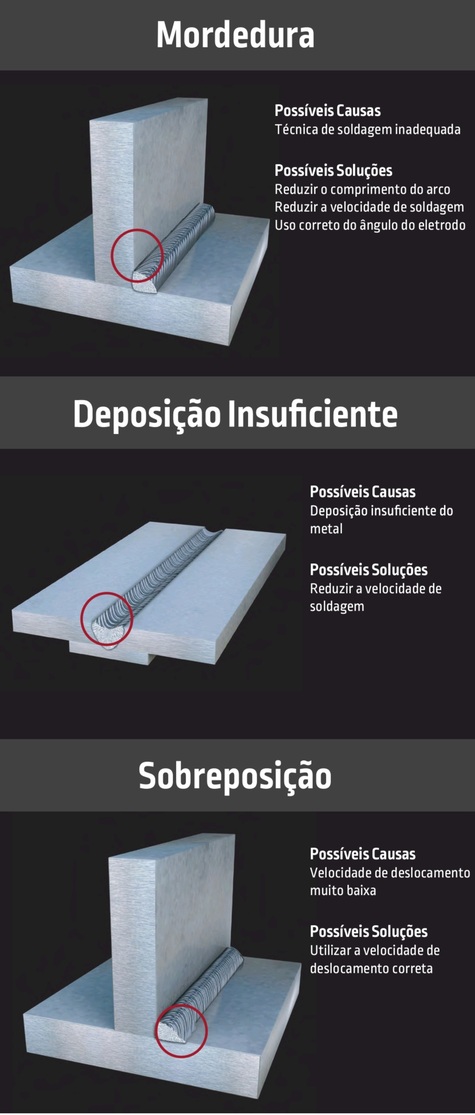 Mordedura
Possíveis Causas
Técnica de soldagem inadequada
Possíveis Soluções
Reduzir o comprimento do arco
Reduzir a velocidade de soldagem
Uso correto do ângulo do eletrodo
Deposição Insuficiente
Possíveis Causas
Deposição insuficiente do
metal
Possíveis Soluções
Reduzir a velocidade de
soldagem
Sobreposição
Possíveis Causas
Velocidade de deslocamento
muito baixa
Possíveis Soluções
Utilizar a velocidade de
deslocamento correta